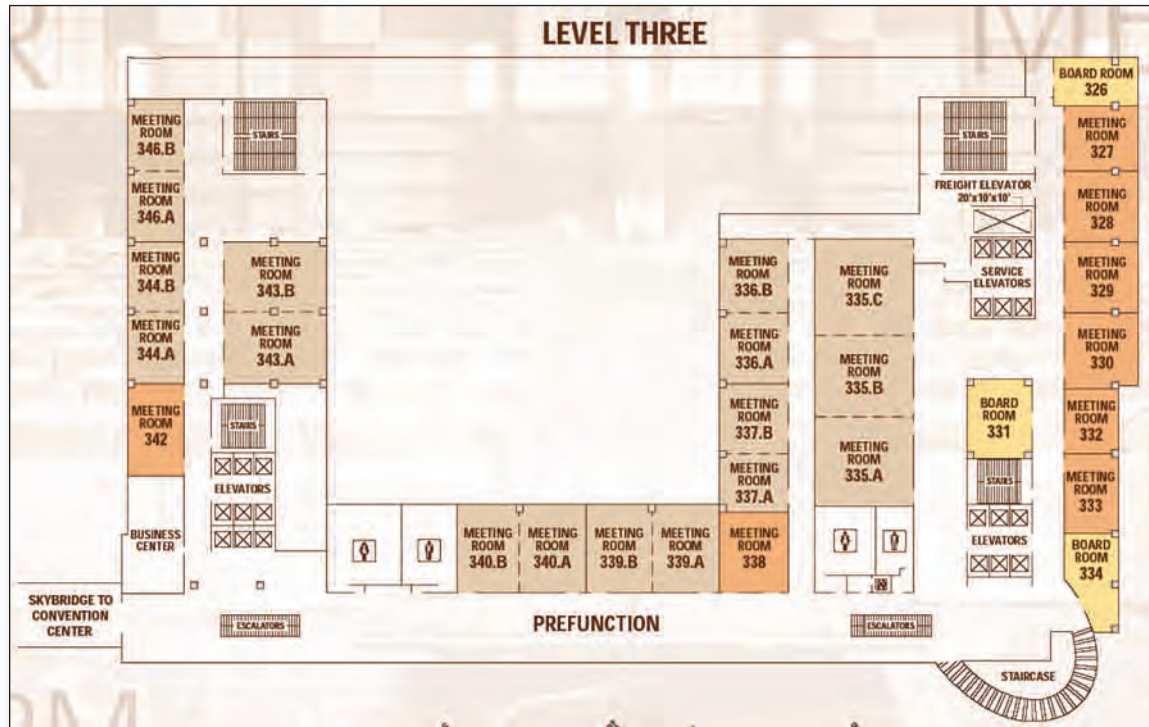 LEVEL THREE
BOARD ROOM
326
MEETING
ROOM
346.B
STAIRS
STAIRS
MEETING
ROOM
327
MEETING
ROOM
346.A
FREIGHT ELEVATOR
20'x10'x10'
MEETING
ROOM
328
MEETING
ROOM
344.B
MEETING
ROOM
343.B
MEETING
ROOM
336.B
MEETING
ROOM
335.C
SERVICE
ELEVATORS
MEETING
ROOM
329
MEETING
ROOM
344.A
MEETING
ROOM
343.A
MEETING
ROOM
336.A
MEETING
ROOM
335.B
MEETING
ROOM
330
MEETING
ROOM
342
STAIRS
MEETING
ROOM
337.B
BOARD
ROOM
331
MEETING
ROOM
332
ELEVATORS
MEETING
ROOM
337.A
MEETING
ROOM
335.A
STAIRS
MEETING
ROOM
333
BUSINESS
CENTER
MEETING
ROOM
340.B
MEETING
ROOM
340.A
MEETING
ROOM
339.B
MEETING
ROOM
339.A
MEETING
ROOM
338
ELEVATORS
BOARD
ROOM
334
SKYBRIDGE TO
CONVENTION
CENTER
ESCALATORS
PREFUNCTION
ESCALATORS
STAIRCASE